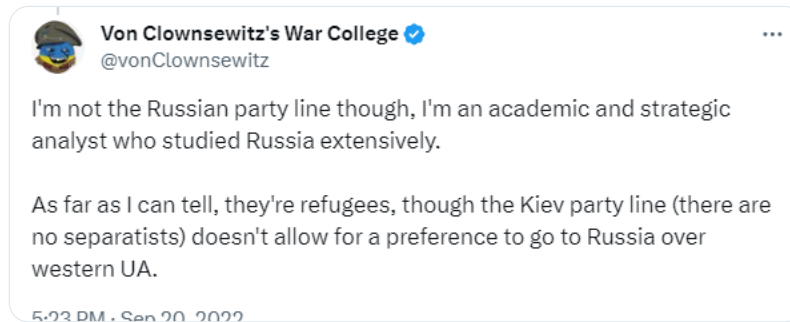 Von Clownsewitz's War College
@vonClownsewitz
I'm not the Russian party line though, I'm an academic and strategic
analyst who studied Russia extensively.
As far as I can tell, they're refugees, though the Kiev party line (there are
no separatists) doesn't allow for a preference to go to Russia over
western UA.
5:23 PM · Sep 20, 2022